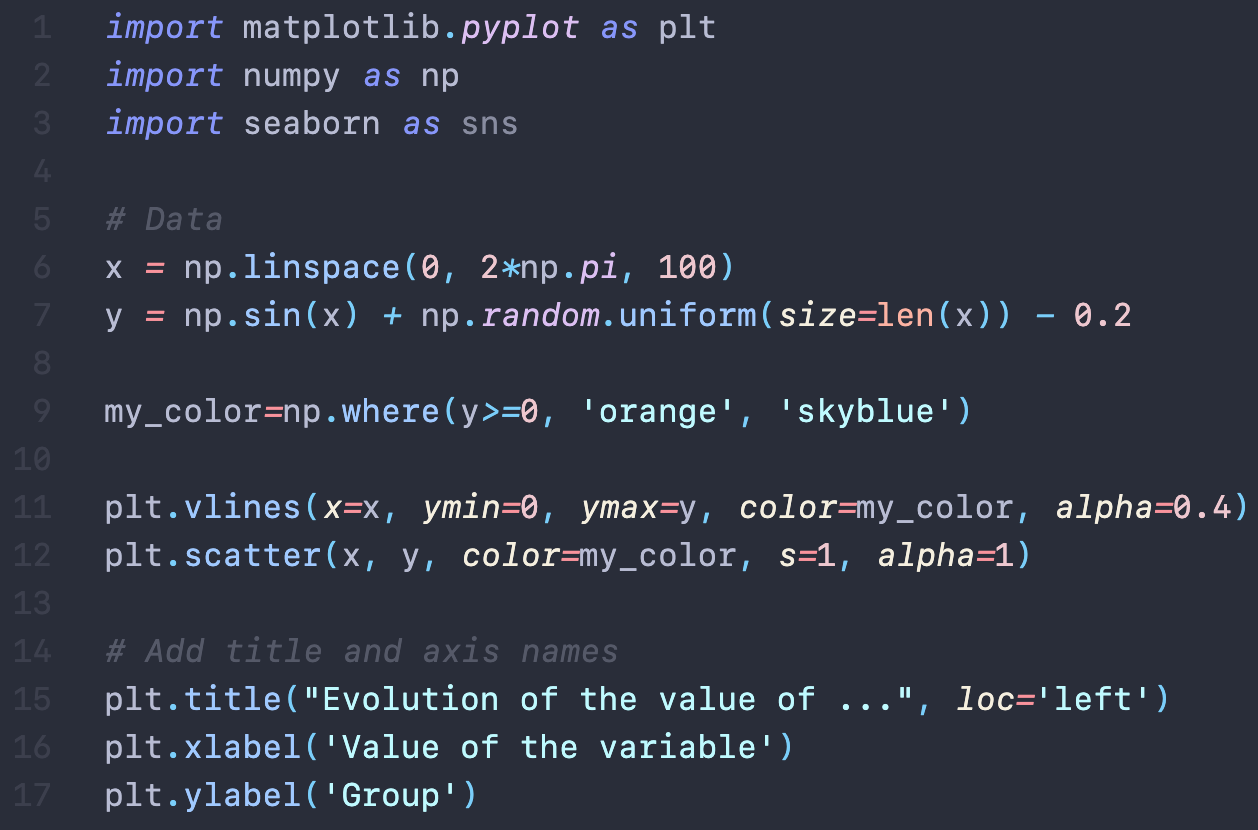 1 import matplotlib.pyplot as plt
2 import numpy as np
3 import seaborn as sns
4
5 # Data
6 x = np.linspace(0, 2*np.pi, 100)
7 y = np.sin(x) + np.random.uniform(size=len(x)) - 0.2
8
9 my_color=np.where(y>=0, 'orange', 'skyblue')
10
11 plt.vlines(x=x, ymin=0, ymax=y, color=my_color, alpha=0.4)
12 plt.scatter(x, y, color=my_color, s=1, alpha=1)
13
14 # Add title and axis names
15 plt.title("Evolution of the value of ...", loc='left')
16 plt.xlabel('Value of the variable')
17 plt.ylabel('Group')